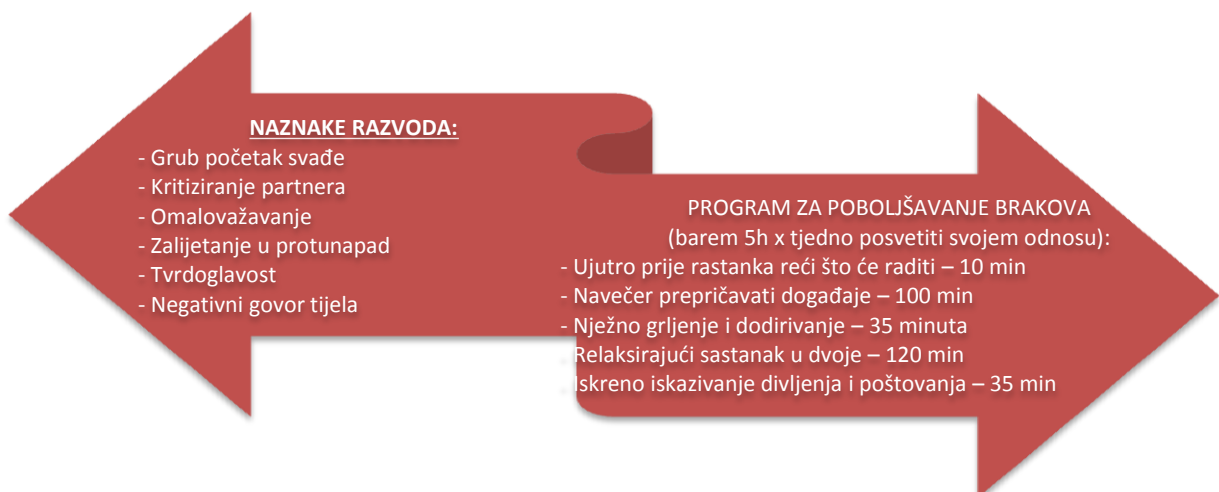 NAZNAKE RAZVODA:
- Grub početak svađe
- Kritiziranje partnera
- Omalovažavanje
- Zalijetanje u protunapad
- Tvrdoglavost
- Negativni govor tijela
PROGRAM ZA POBOLJŠAVANJE BRAKOVA
(barem 5h x tjedno posvetiti svojem odnosu):
- Ujutro prije rastanka reći što će raditi – 10 min
- Navečer prepričavati događaje – 100 min
- Nježno grljenje i dodirivanje – 35 minuta
- Relaksirajući sastanak u dvoje – 120 min
- Iskreno iskazivanje divljenja i poštovanja – 35 min